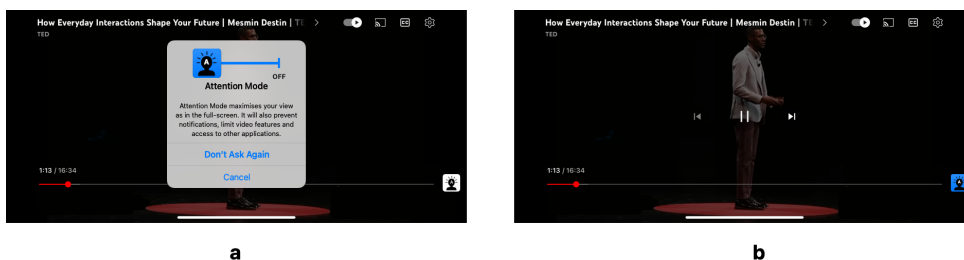 How Everyday Interactions Shape Your Future | Mesmin Destin | TE
TED
CC
A
OFF
Attention Mode
Attention Mode maximises your view
as in the full-screen. It will also prevent
notifications, limit video features and
access to other applications.
Don't Ask Again
Cancel
1:13 / 16:34
a
How Everyday Interactions Shape Your Future | Mesmin Destin | TE
TED
CC
1:13 / 16:34
b